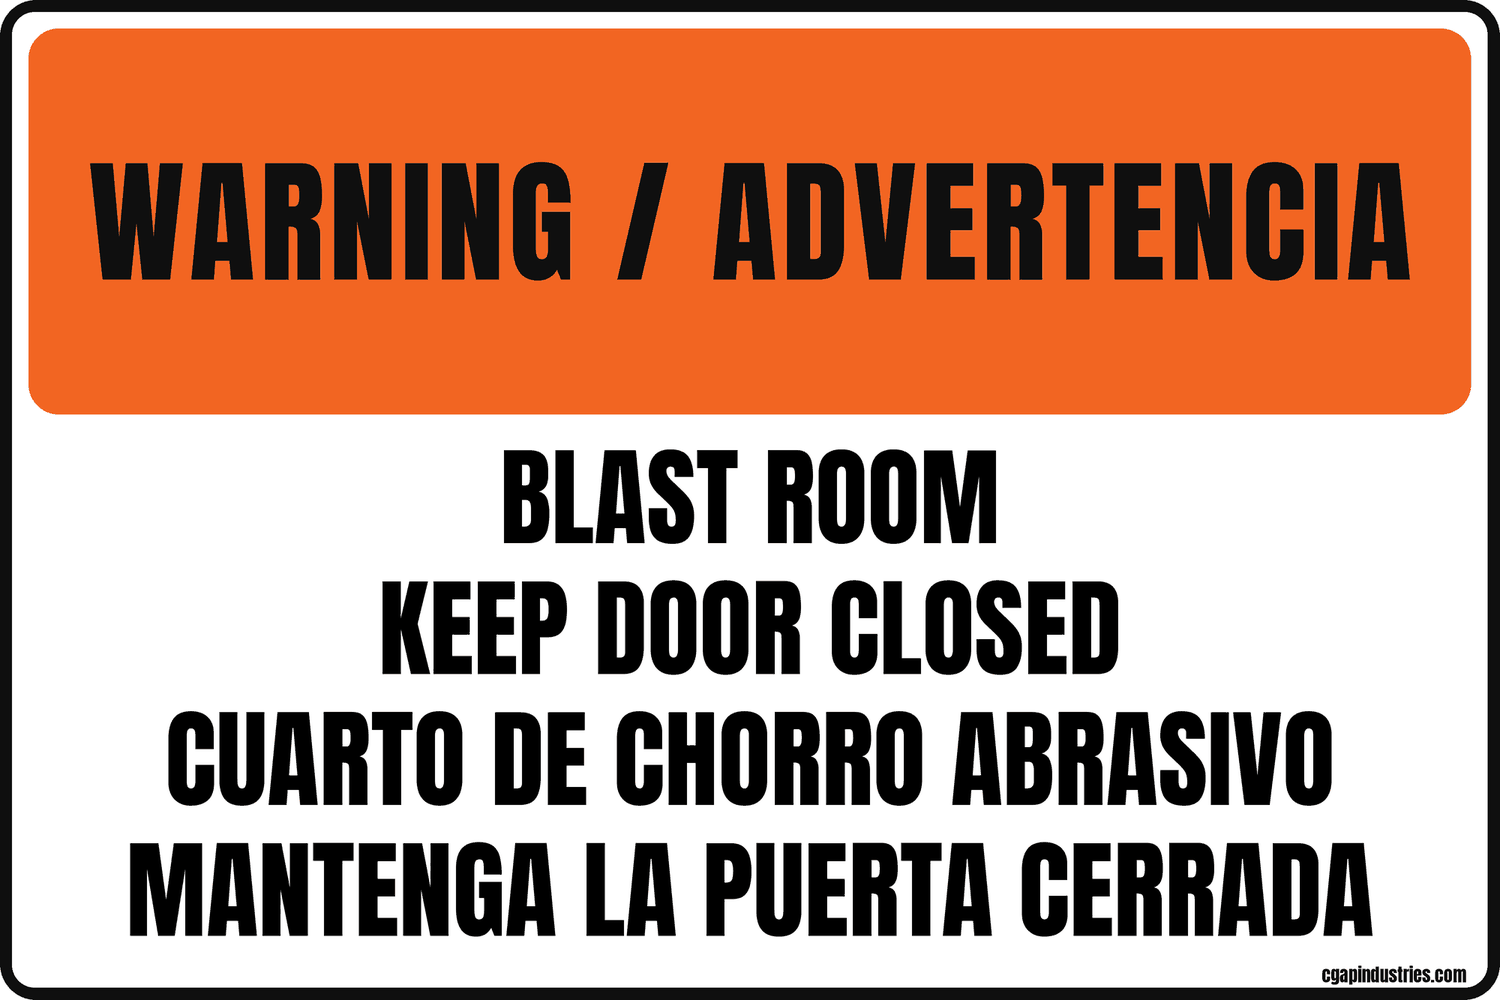 WARNING / ADVERTENCIA
BLAST ROOM
KEEP DOOR CLOSED
CUARTO DE CHORRO ABRASIVO
MANTENGA LA PUERTA CERRADA
cgapindustries.com